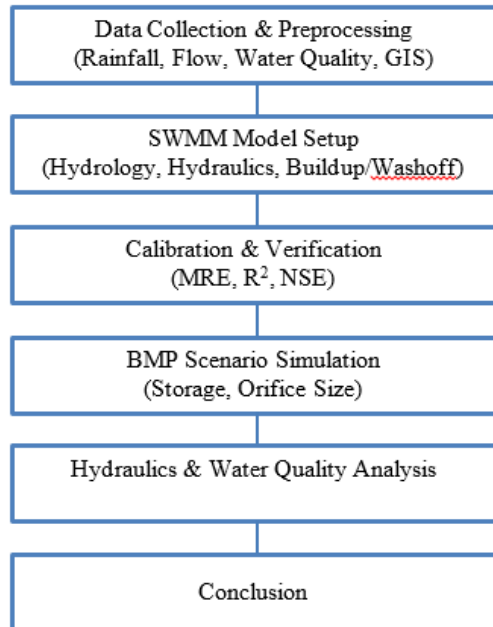 Data Collection & Preprocessing
(Rainfall, Flow, Water Quality, GIS)
SWMM Model Setup
(Hydrology, Hydraulics, Buildup/Washoff)
Calibration & Verification
(MRE, R², NSE)
BMP Scenario Simulation
(Storage, Orifice Size)
Hydraulics & Water Quality Analysis
Conclusion